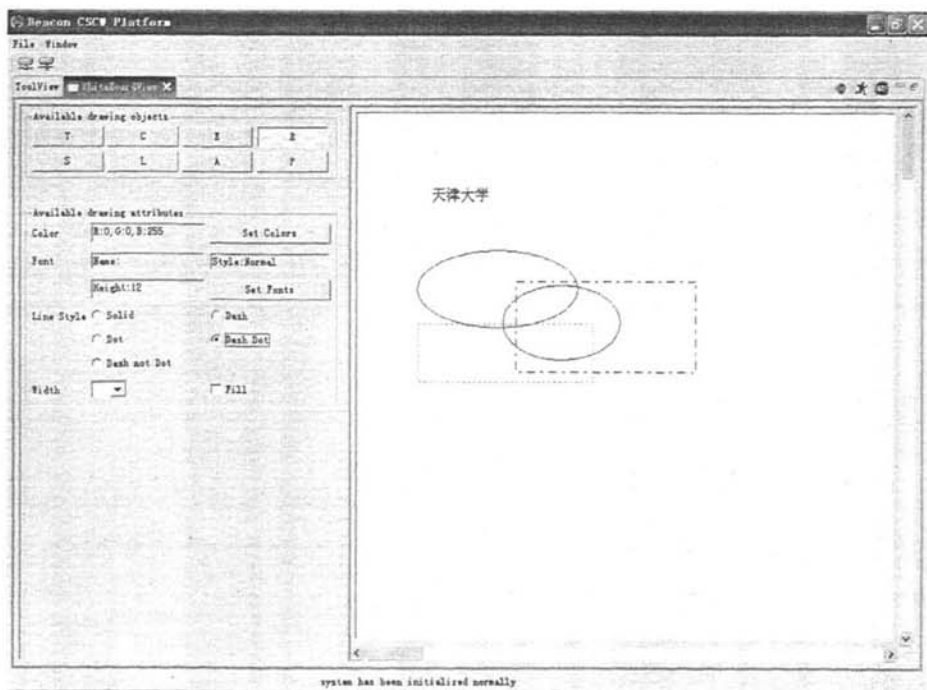 Beacon CSCW Platform
File Window
ToolView WhiteBoardView
Available drawing objects
T C E R
S L A P
天津大学
Available drawing attributes
Color R:0,G:0,B:255 Set Colors
Font Name: Style:Normal
Height:12 Set Fonts
Line Style Solid Dash
Dot Dash Dot
Dash not Dot
Width Fill
system has been initialized normally